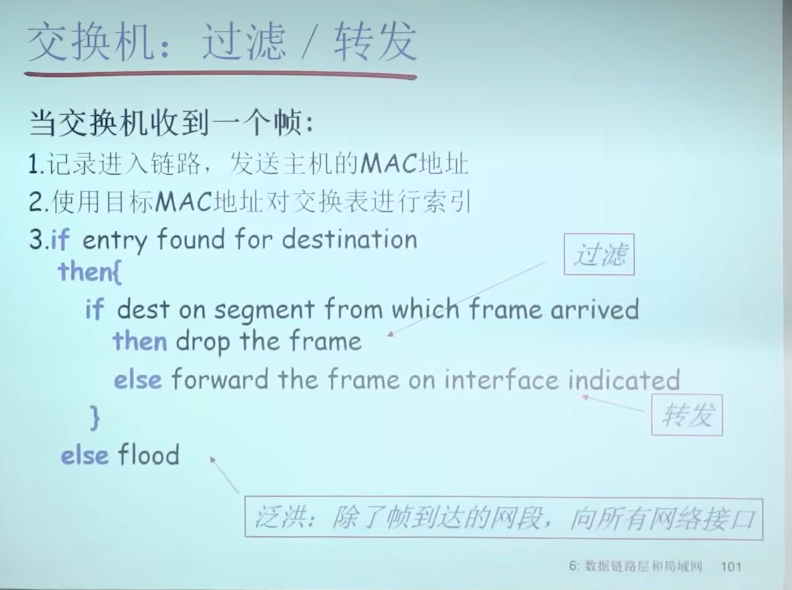 交换机：过滤／转发
当交换机收到一个帧:
1.记录进入链路，发送主机的MAC地址
2.使用目标MAC地址对交换表进行索引
3.if entry found for destination
过滤
then{
if dest on segment from which frame arrived
then drop the frame
else forward the frame on interface indicated
转发
}
else flood
泛洪：除了帧到达的网段，向所有网络接口
6: 数据链路层和局域网 101